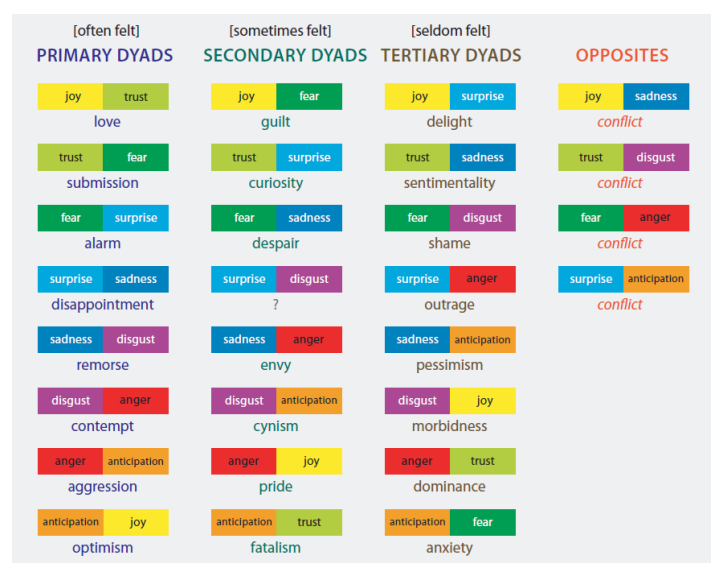 [often felt] [sometimes felt] [seldom felt]
PRIMARY DYADS SECONDARY DYADS TERTIARY DYADS OPPOSITES
joy trust joy fear joy surprise joy sadness
love guilt delight conflict
trust fear trust surprise trust sadness trust disgust
submission curiosity sentimentality conflict
fear surprise fear sadness fear disgust fear anger
alarm despair shame conflict
surprise sadness surprise disgust surprise anger surprise anticipation
disappointment ? outrage conflict
sadness disgust sadness anger sadness anticipation
remorse envy pessimism
disgust anger disgust anticipation disgust joy
contempt cynism morbidness
anger anticipation anger joy anger trust
aggression pride dominance
anticipation joy anticipation trust anticipation fear
optimism fatalism anxiety